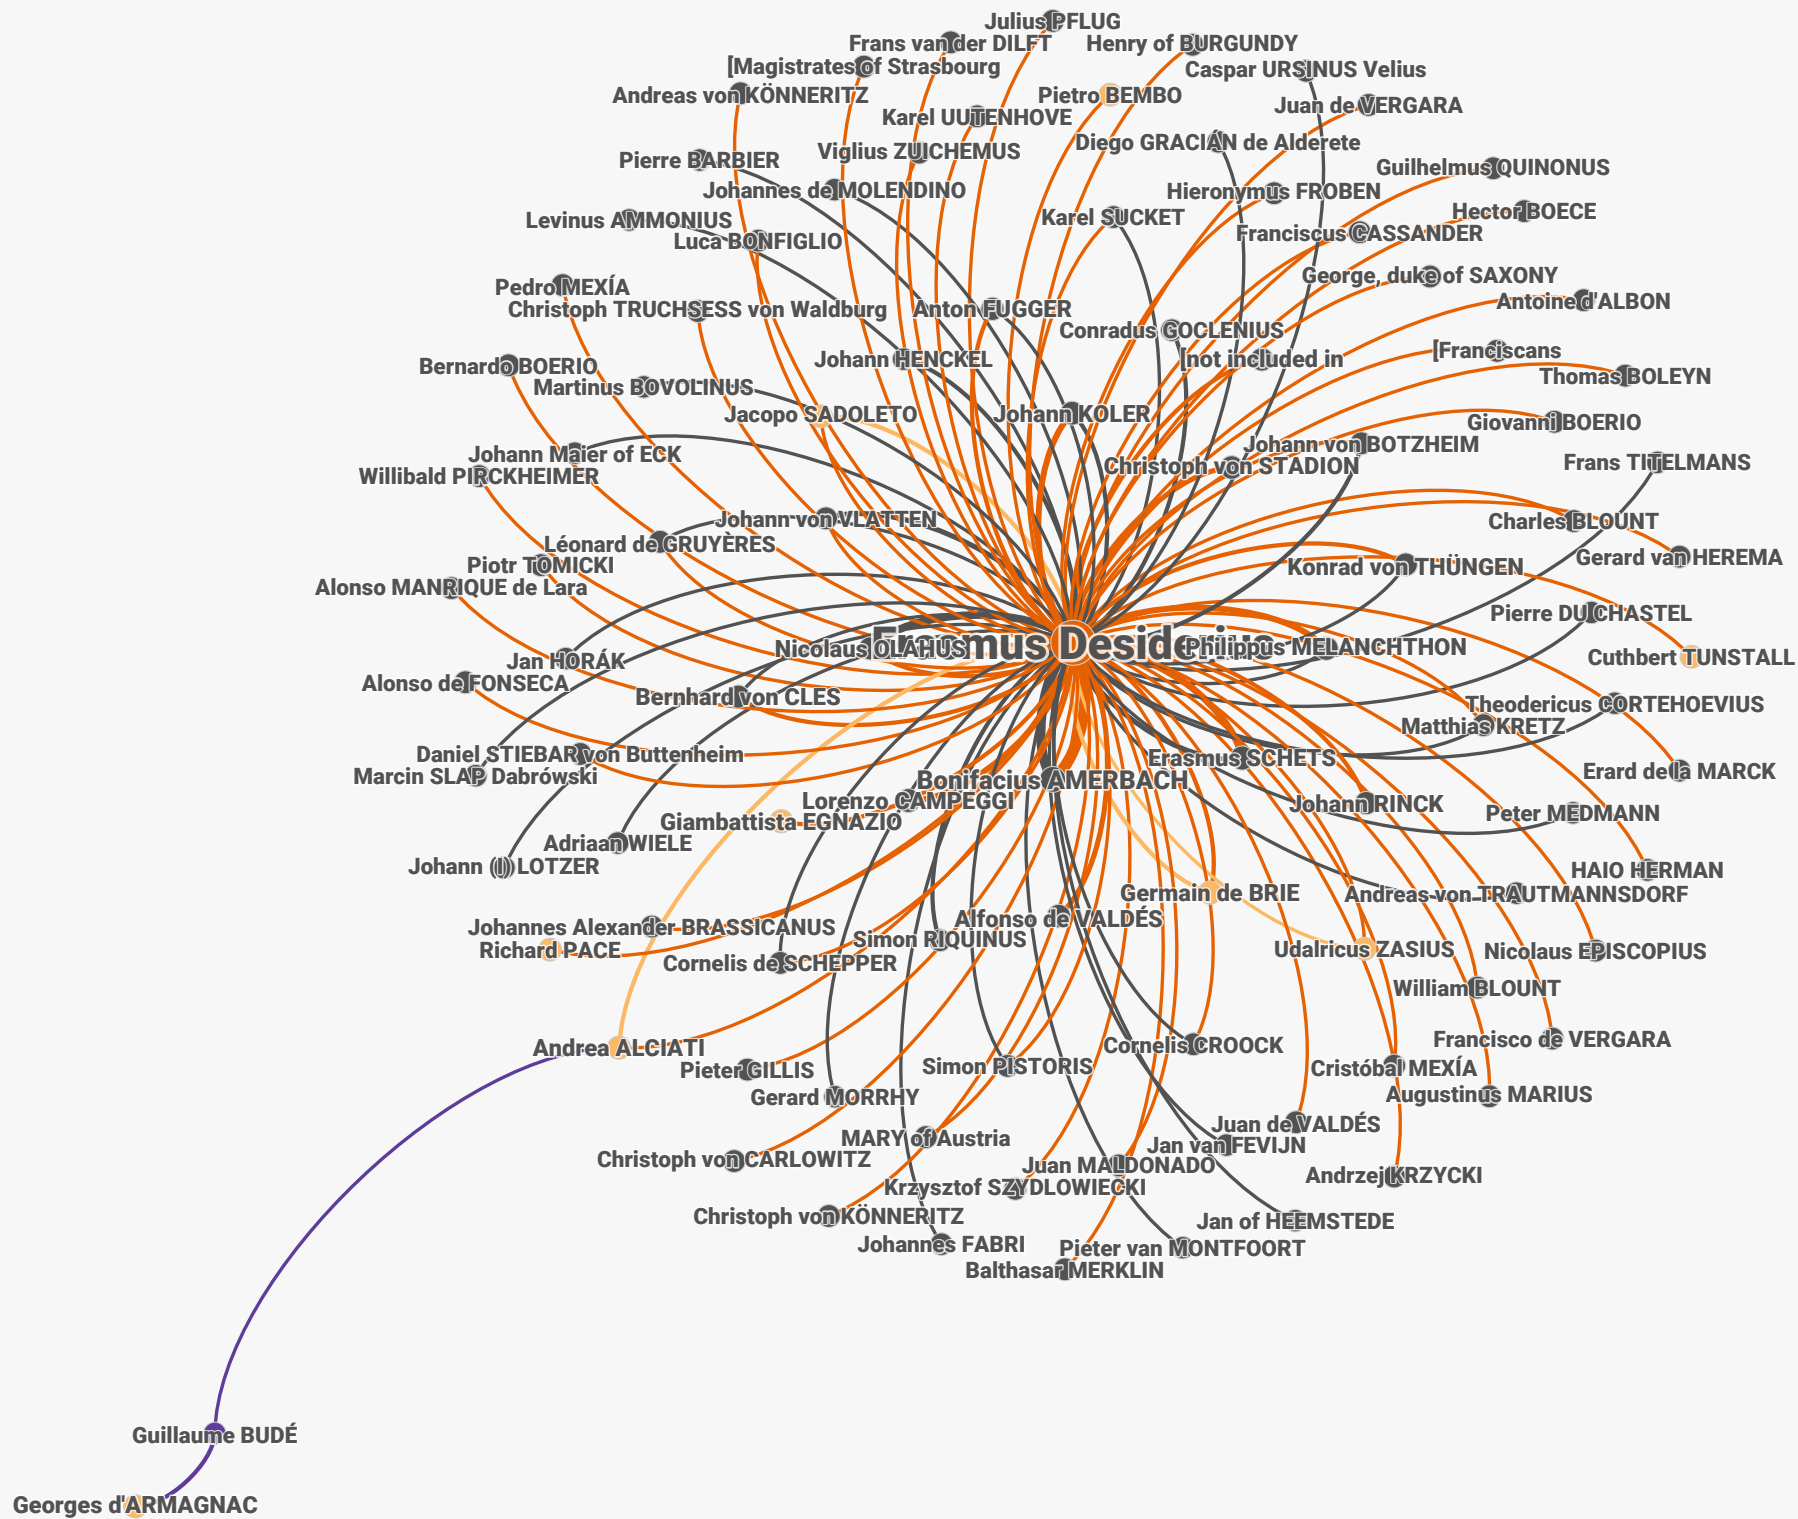 Julius PFLUG
Frans van der DILFT
Henry of BURGUNDY
[Magistrates of Strasbourg
Caspar URSINUS Velius
Andreas von KÖNNERITZ
Pietro BEMBO
Juan de VERGARA
Karel UUTENHOVE
Diego GRACIÁN de Alderete
Viglius ZUICHEMUS
Pierre BARBIER
Guilhelmus QUINONUS
Johannes de MOLENDINO
Hieronymus FROBEN
Hector BOECE
Karel SUCKET
Levinus AMMONIUS
Franciscus CASSANDER
Luca BONFIGLIO
George, duke of SAXONY
Pedro MEXÍA
Antoine d'ALBON
Christoph TRUCHSESS von Waldburg
Anton FUGGER
Conradus GOCLENIUS
[Franciscans
Johann HENCKEL
[not included in
Bernardo BOERIO
Thomas BOLEYN
Martinus BOVOLINUS
Jacopo SADOLETO
Johann KOLER
Giovanni BOERIO
Johann von BOTZHEIM
Johann Maier of ECK
Frans TITELMANS
Christoph von STADION
Willibald PIRCKHEIMER
Johann von VLATTEN
Charles BLOUNT
Léonard de GRUYÈRES
Gerard van HEREMA
Piotr TOMICKI
Konrad von THÜNGEN
Alonso MANRIQUE de Lara
Pierre DU CHASTEL
Erasmus Desiderius
Nicolaus OLAHUS
Philippus MELANCHTHON
Cuthbert TUNSTALL
Jan HORÁK
Alonso de FONSECA
Bernhard von CLES
Theodericus CORTEHOEVIUS
Matthias KRETZ
Daniel STIEBAR von Buttenheim
Erasmus SCHETS
Erard de la MARCK
Marcin SLAP Dabrówski
Bonifacius AMERBACH
Lorenzo CAMPEGGI
Johann RINCK
Peter MEDMANN
Giambattista EGNAZIO
Adriaan WIELE
Johann (I) LOTZER
HAIO HERMAN
Germain de BRIE
Andreas von TRAUTMANNSDORF
Alfonso de VALDÉS
Johannes Alexander BRASSICANUS
Simon RIQUINUS
Richard PACE
Udalricus ZASIUS
Nicolaus EPISCOPIUS
Cornelis de SCHEPPER
William BLOUNT
Francisco de VERGARA
Andrea ALCIATI
Cornelis CROOCK
Simon PISTORIS
Cristóbal MEXÍA
Pieter GILLIS
Augustinus MARIUS
Gerard MORRHY
Juan de VALDÉS
MARY of Austria
Jan van FEVIJN
Christoph von CARLOWITZ
Juan MALDONADO
Andrzej KRZYCKI
Krzysztof SZYDLOWIECKI
Christoph von KÖNNERITZ
Jan of HEEMSTEDE
Johannes FABRI
Pieter van MONTFOORT
Balthasar MERKLIN
Guillaume BUDÉ
Georges d'ARMAGNAC